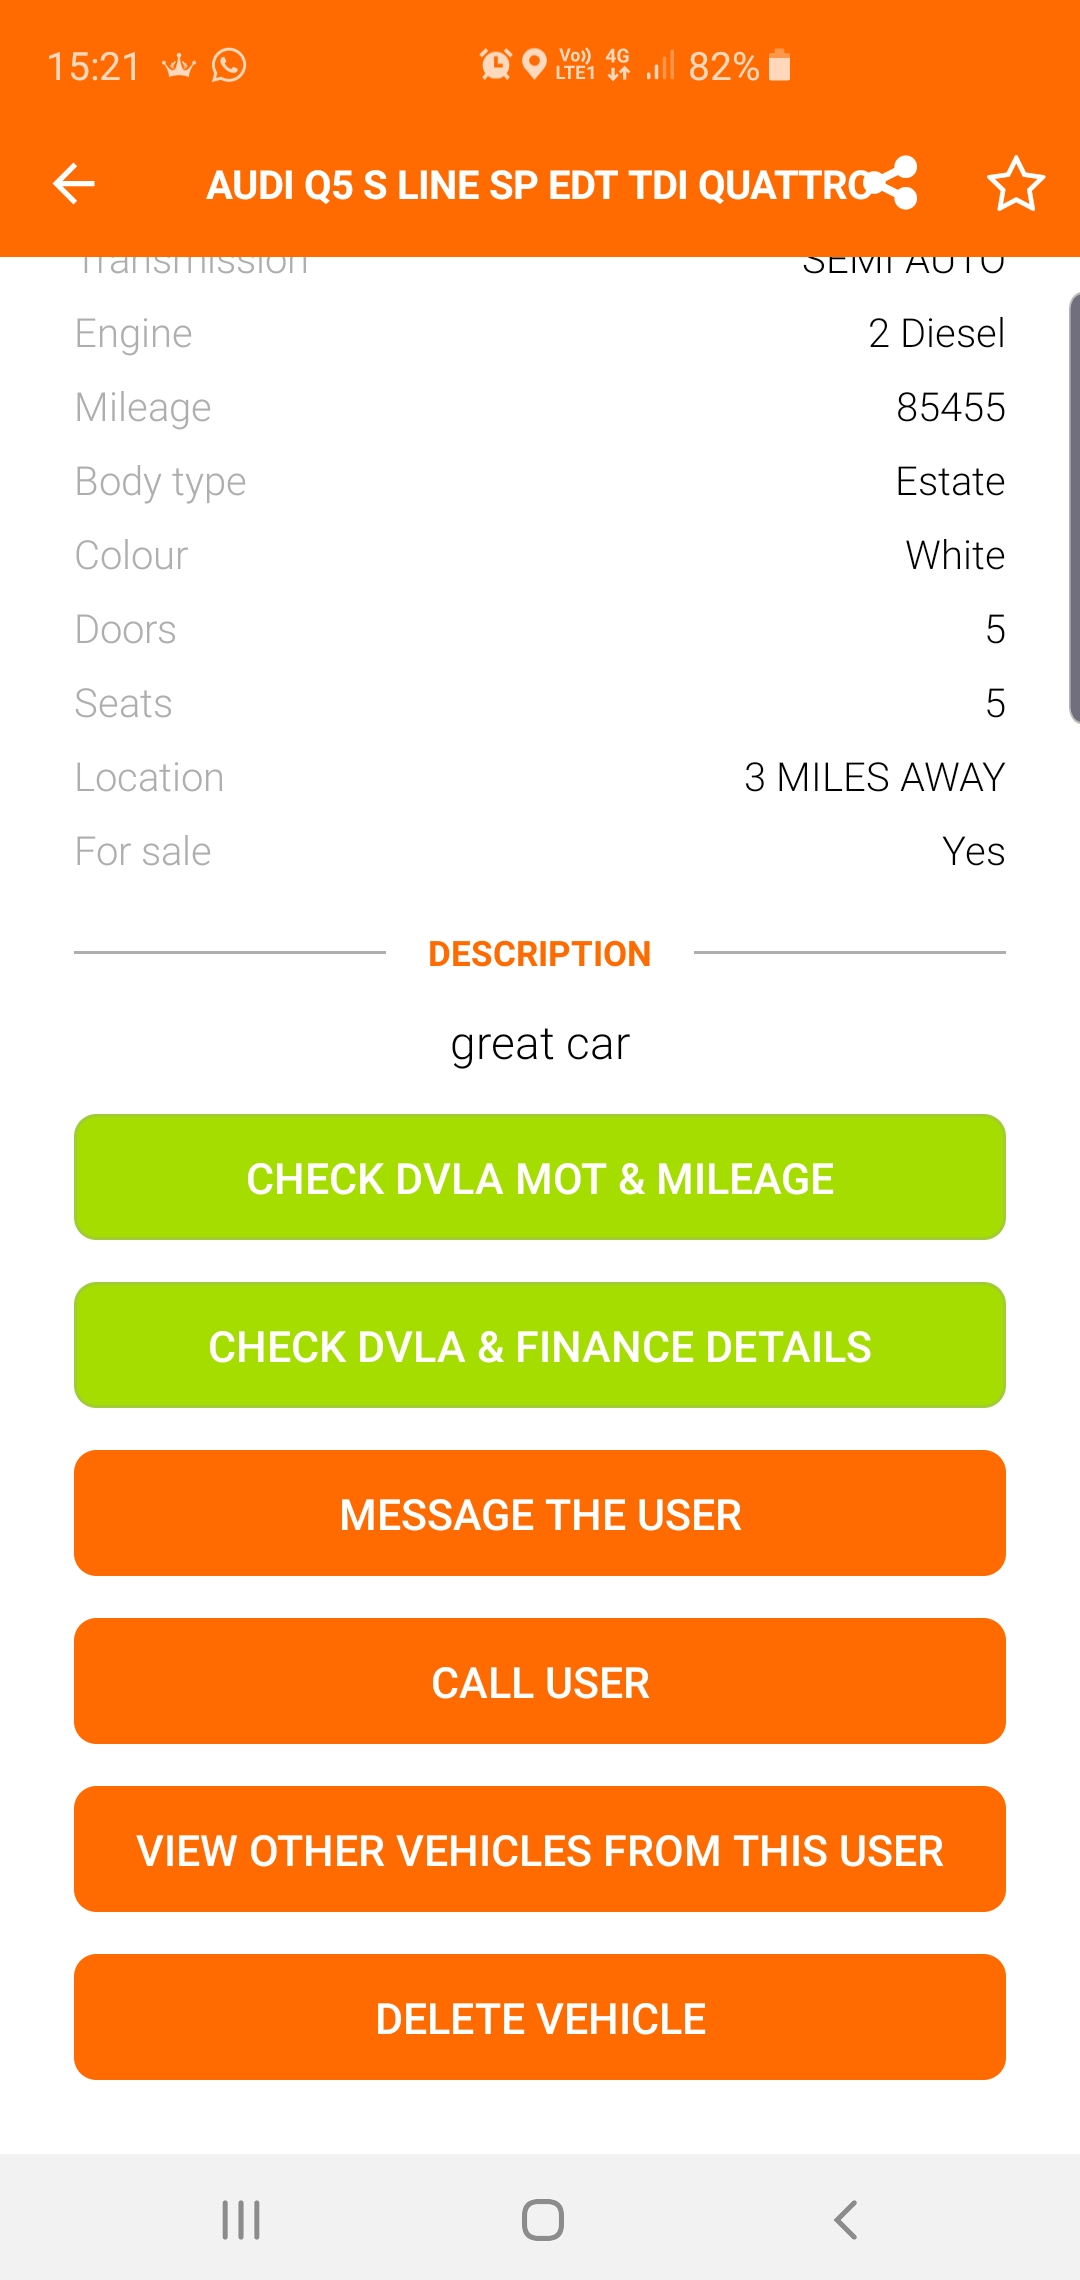 15:21 Vo)) LTE1 4G 82%
AUDI Q5 S LINE SP EDT TDI QUATTRO
Transmission SEMI AUTO
Engine 2 Diesel
Mileage 85455
Body type Estate
Colour White
Doors 5
Seats 5
Location 3 MILES AWAY
For sale Yes
DESCRIPTION
great car
CHECK DVLA MOT & MILEAGE
CHECK DVLA & FINANCE DETAILS
MESSAGE THE USER
CALL USER
VIEW OTHER VEHICLES FROM THIS USER
DELETE VEHICLE